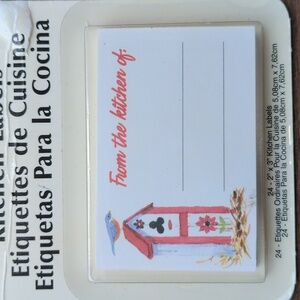 Kitchen Labels
Etiquettes de Cuisine
Etiquetas Para la Cocina
From the kitchen of:
24 - 2" x 3" Kitchen Labels
24 - Etiquettes Ordinaires Pour la Cuisine de 5,08cm x 7,62cm
24 - Etiquetas Para la Cocina de 5,08cm x 7,62cm